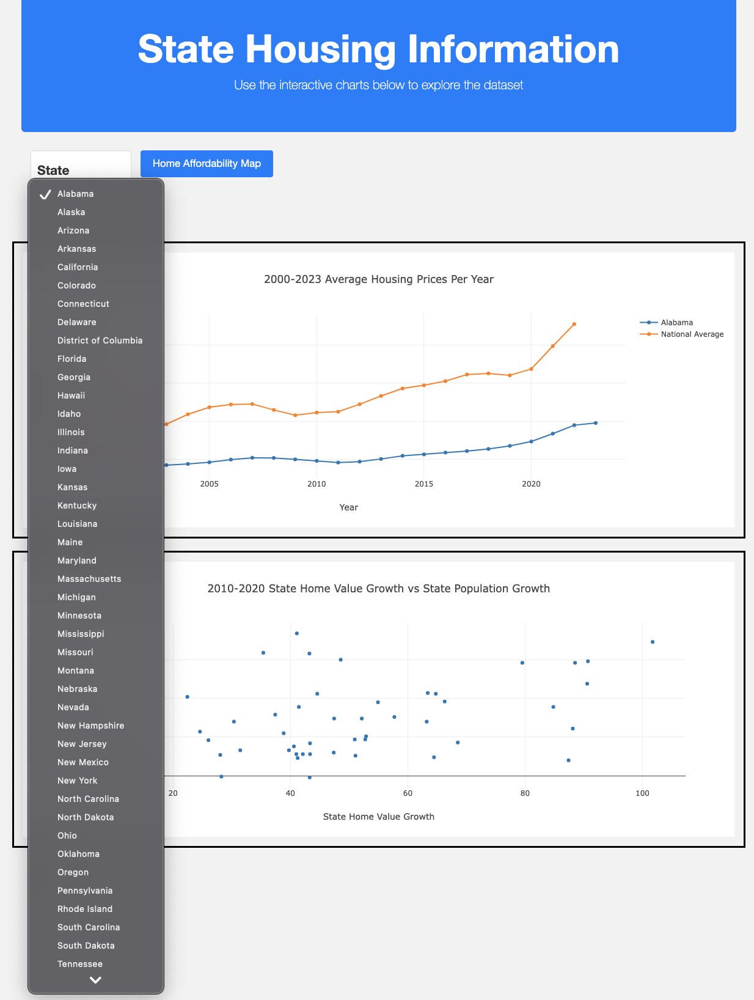 State Housing Information
Use the interactive charts below to explore the dataset
State
Home Affordability Map
Alabama
Alaska
Arizona
Arkansas
California
Colorado
Connecticut
Delaware
District of Columbia
Florida
Georgia
Hawaii
Idaho
Illinois
Indiana
Iowa
Kansas
Kentucky
Louisiana
Maine
Maryland
Massachusetts
Michigan
Minnesota
Mississippi
Missouri
Montana
Nebraska
Nevada
New Hampshire
New Jersey
New Mexico
New York
North Carolina
North Dakota
Ohio
Oklahoma
Oregon
Pennsylvania
Rhode Island
South Carolina
South Dakota
Tennessee
2000-2023 Average Housing Prices Per Year
Alabama
National Average
2005 2010 2015 2020
Year
2010-2020 State Home Value Growth vs State Population Growth
20 40 60 80 100
State Home Value Growth